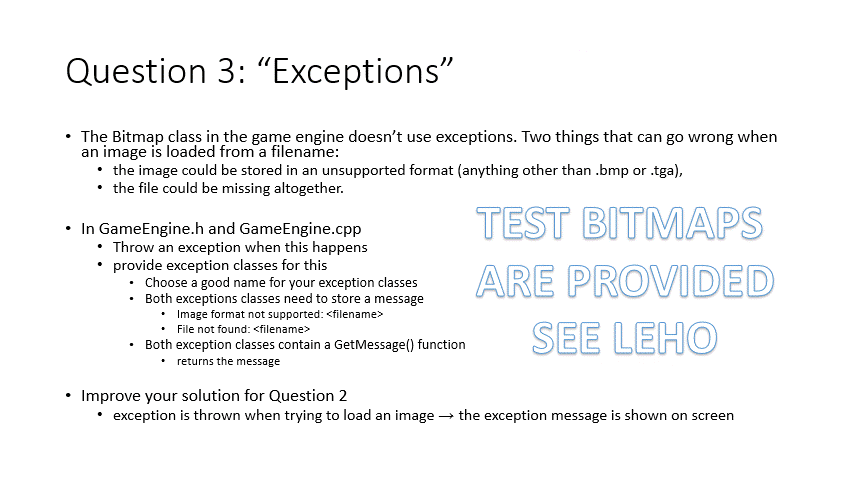 Question 3: “Exceptions”
• The Bitmap class in the game engine doesn’t use exceptions. Two things that can go wrong when
an image is loaded from a filename:
• the image could be stored in an unsupported format (anything other than .bmp or .tga),
• the file could be missing altogether.
• In GameEngine.h and GameEngine.cpp
• Throw an exception when this happens
• provide exception classes for this
• Choose a good name for your exception classes
• Both exceptions classes need to store a message
• Image format not supported: <filename>
• File not found: <filename>
• Both exception classes contain a GetMessage() function
• returns the message
TEST BITMAPS
ARE PROVIDED
SEE LEHO
• Improve your solution for Question 2
• exception is thrown when trying to load an image → the exception message is shown on screen